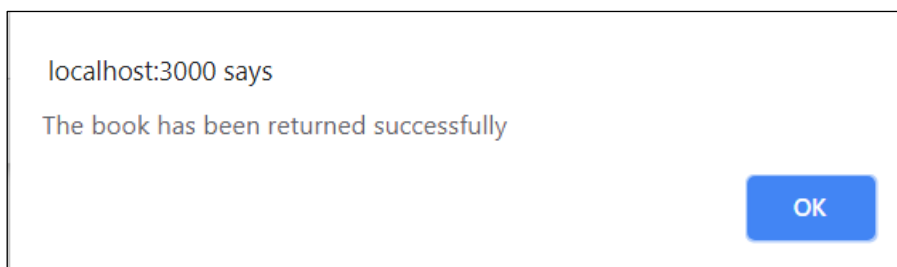 localhost:3000 says
The book has been returned successfully
OK